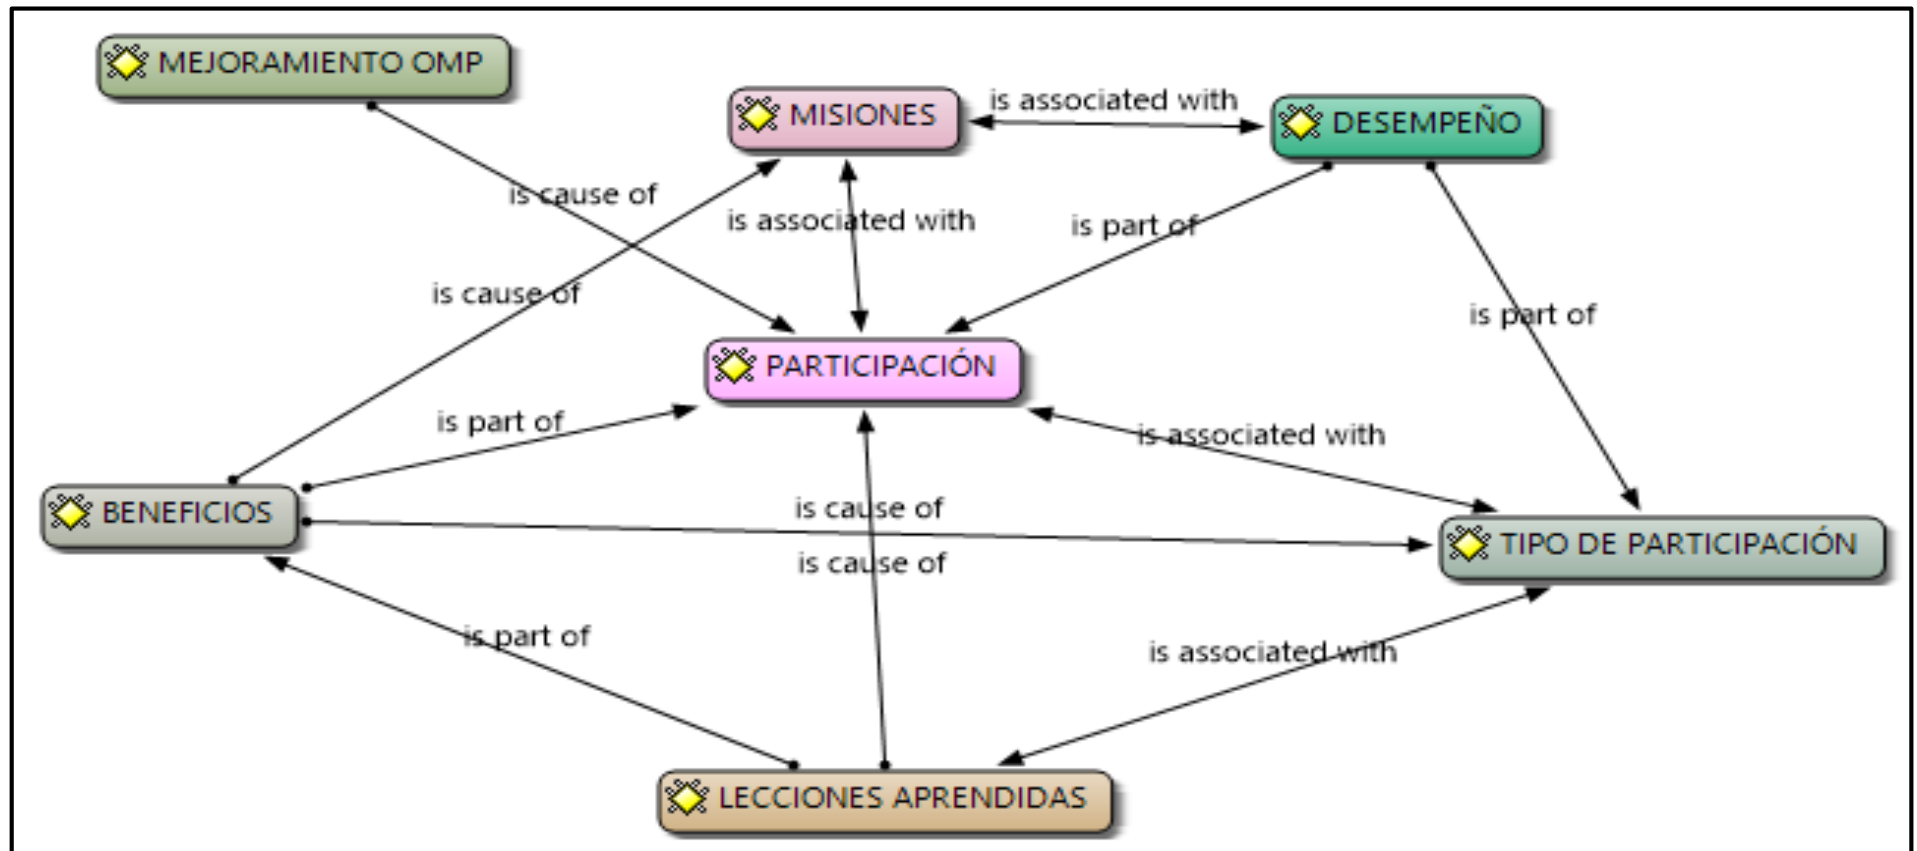 MEJORAMIENTO OMP
MISIONES
is associated with
DESEMPEÑO
is cause of
is associated with
is part of
is cause of
is part of
PARTICIPACIÓN
is part of
is associated with
BENEFICIOS
is cause of
TIPO DE PARTICIPACIÓN
is cause of
is part of
is associated with
LECCIONES APRENDIDAS